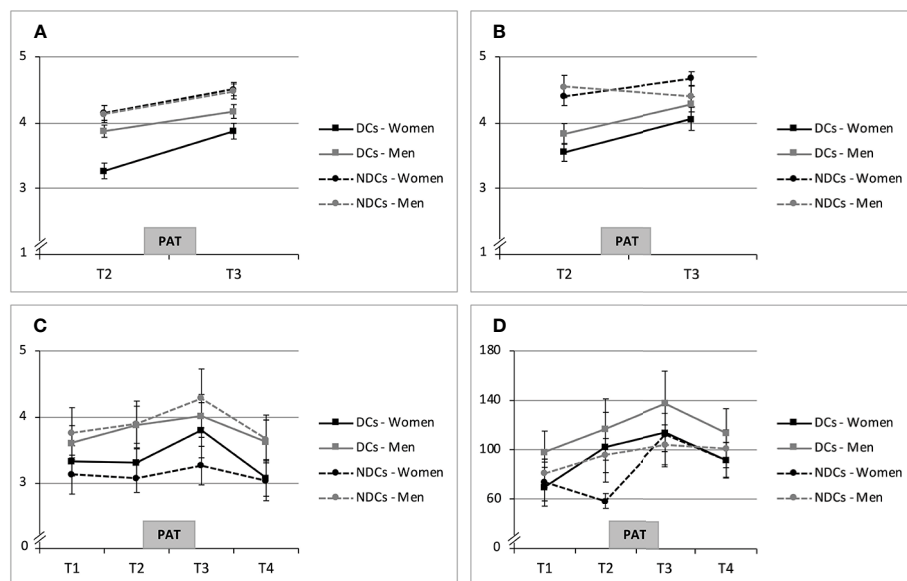 A
5
4
3
1
PAT
T2
T3
DCs - Women
DCs - Men
NDCs - Women
NDCs - Men
B
5
4
3
1
PAT
T2
T3
DCs - Women
DCs - Men
NDCs - Women
NDCs - Men
C
5
4
3
0
PAT
T1
T2
T3
T4
DCs - Women
DCs - Men
NDCs - Women
NDCs - Men
D
180
140
100
60
0
PAT
T1
T2
T3
T4
DCs - Women
DCs - Men
NDCs - Women
NDCs - Men